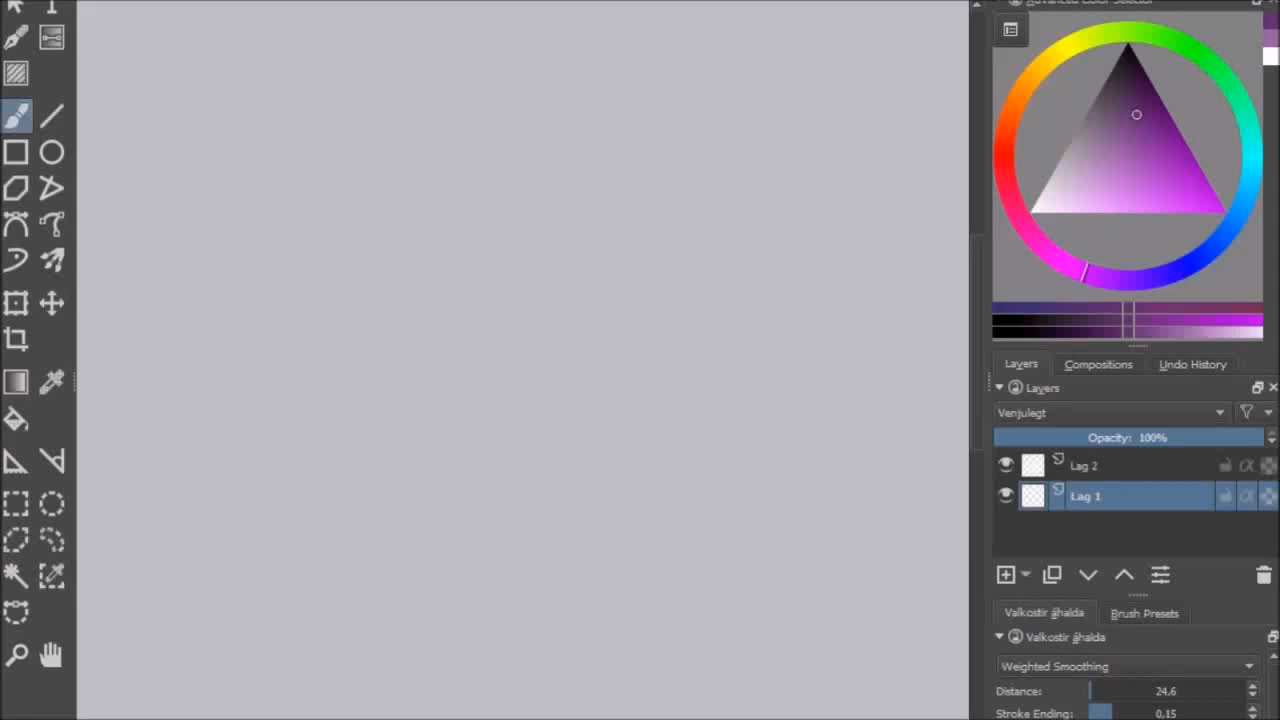 Advanced Color Selector
Layers Compositions Undo History
Layers
Venjulegt
Opacity: 100%
Lag 2
Lag 1
Valkostir áhalda Brush Presets
Valkostir áhalda
Weighted Smoothing
Distance: 24,6
Stroke Ending: 0,15